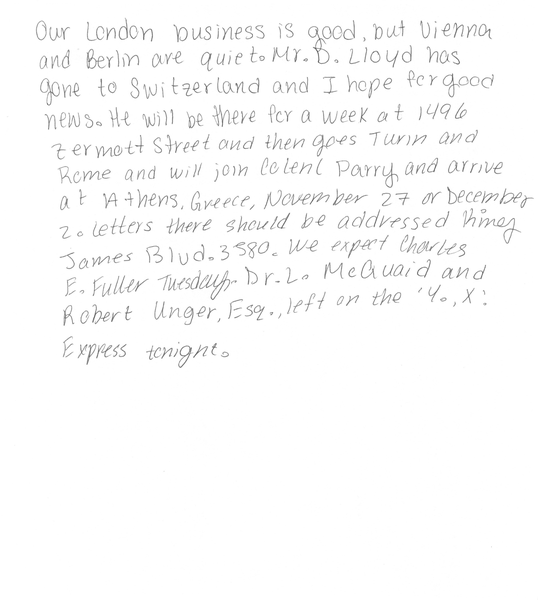 Our London business is good, but Vienna
and Berlin are quiet. Mr. D. Lloyd has
gone to Switzerland and I hope for good
news. He will be there for a week at 1496
Zermott Street and then goes Turin and
Rome and will join Colenl Parry and arrive
at Athens, Greece, November 27 or December
2. Letters there should be addressed
James Blvd. 3580. We expect Charles
E. Fuller Tuesday. Dr. L. McQuaid and
Robert Unger, Esq., left on the 'Y., X.'
Express tonight.